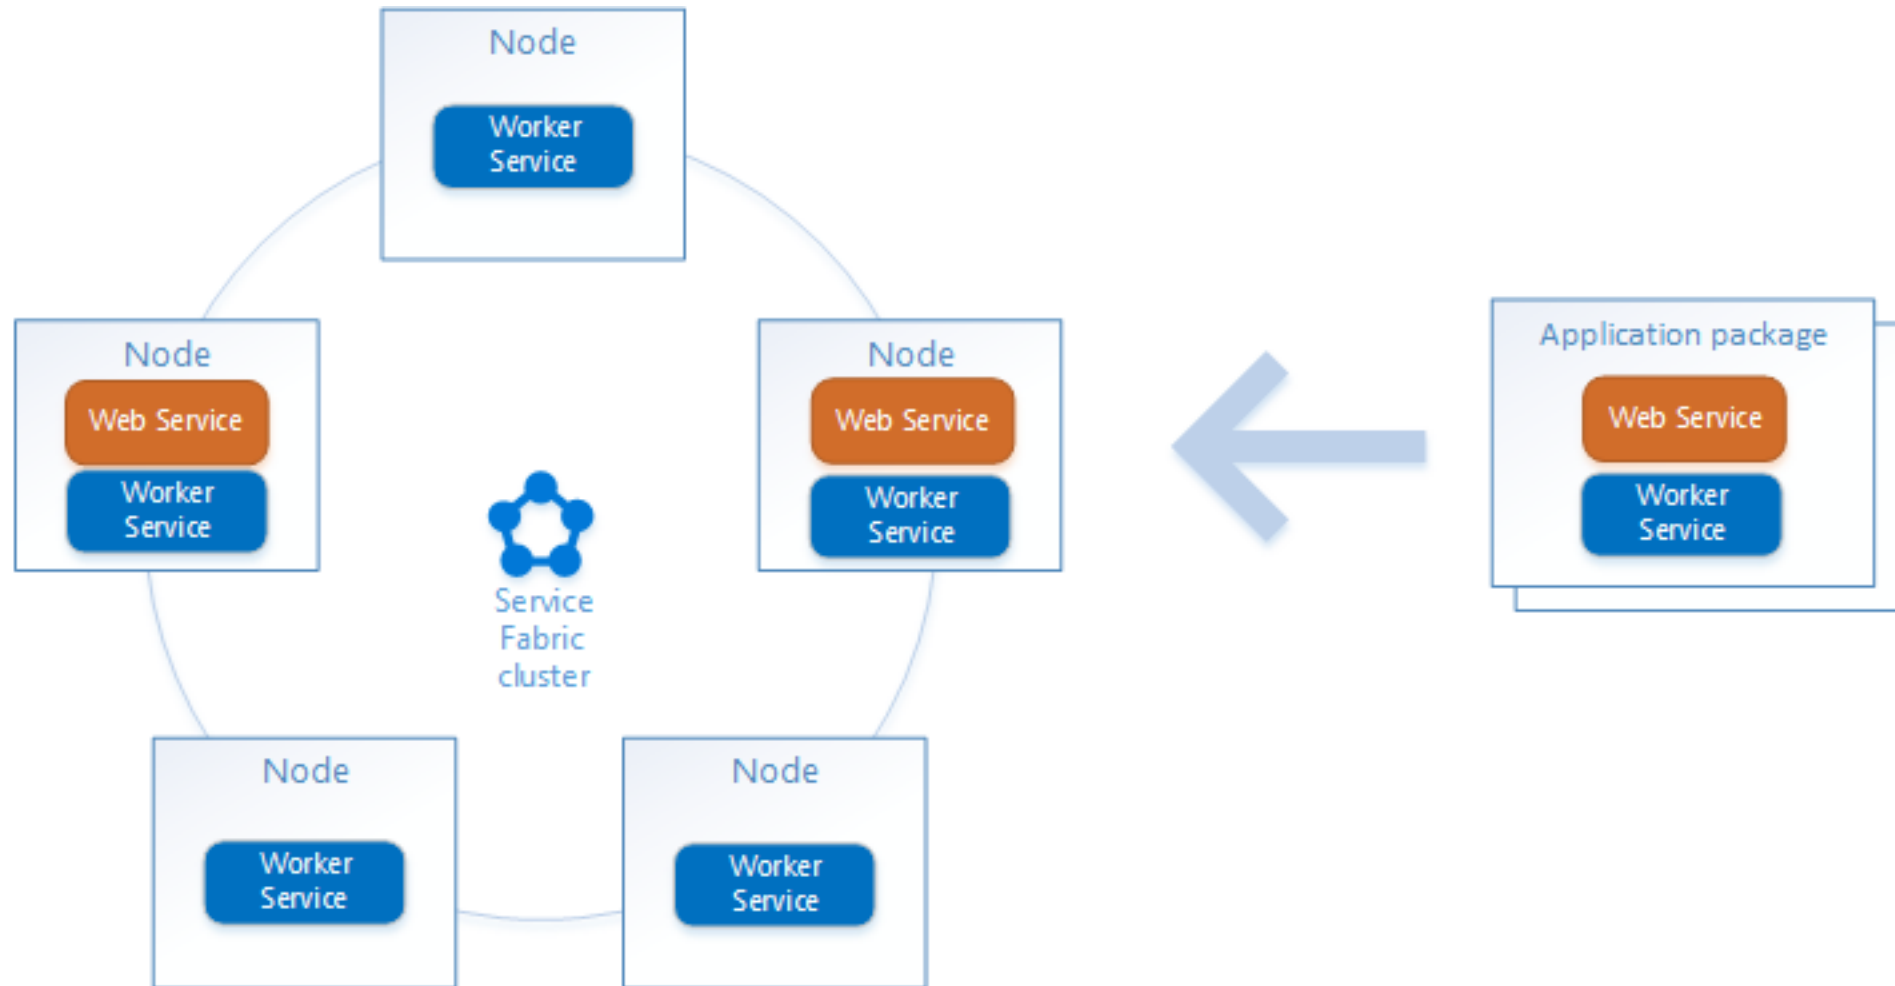 Node
Worker
Service
Node
Web Service
Worker
Service
Node
Web Service
Worker
Service
Application package
Web Service
Worker
Service
Service
Fabric
cluster
Node
Worker
Service
Node
Worker
Service